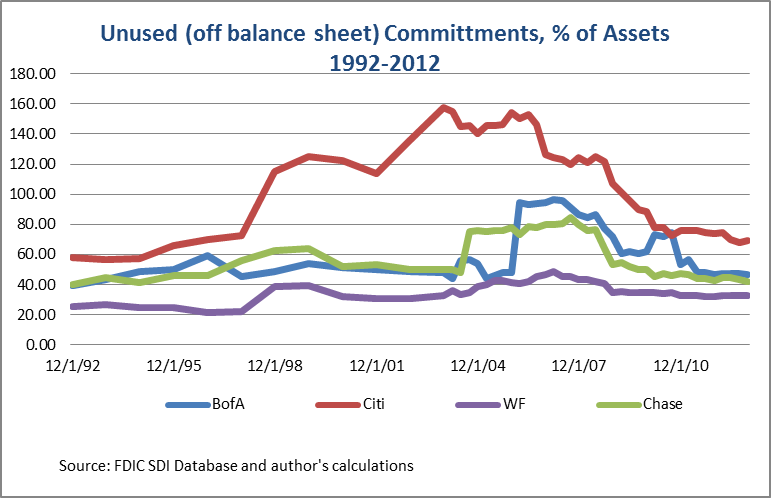 Unused (off balance sheet) Committments, % of Assets
1992-2012
180.00
160.00
140.00
120.00
100.00
80.00
60.00
40.00
20.00
0.00
12/1/92 12/1/95 12/1/98 12/1/01 12/1/04 12/1/07 12/1/10
BofA Citi WF Chase
Source: FDIC SDI Database and author's calculations